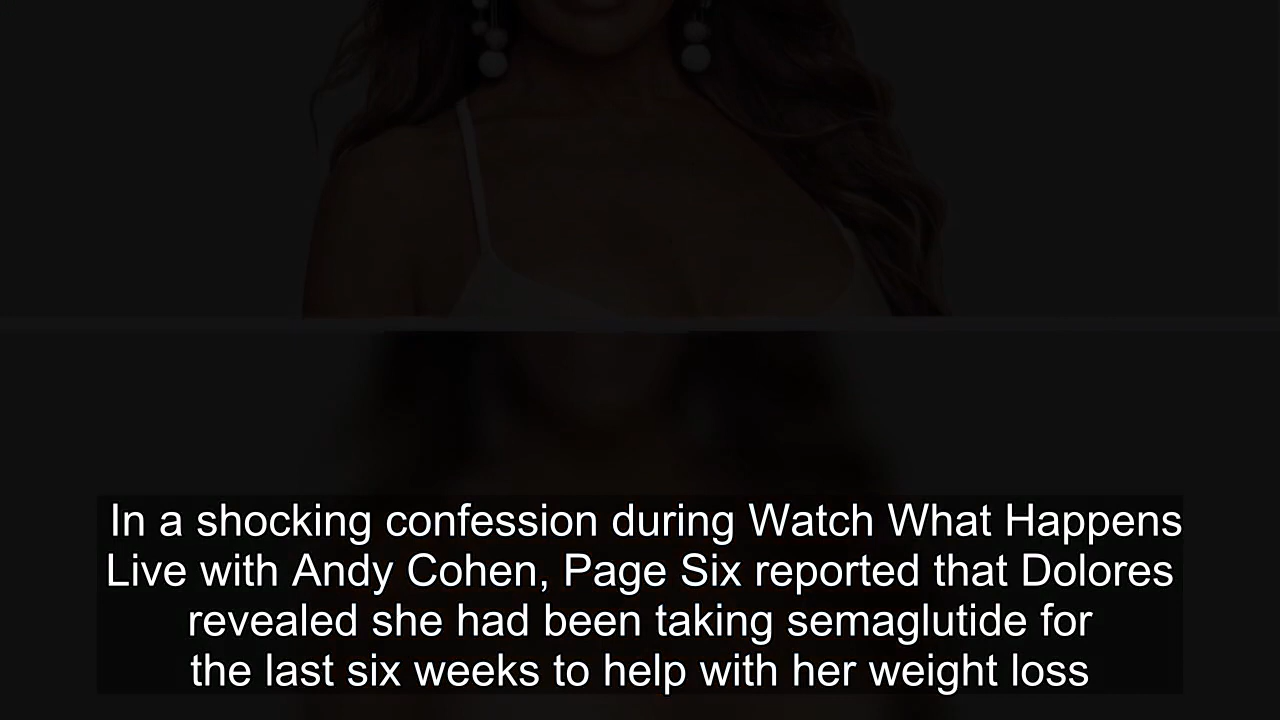 In a shocking confession during Watch What Happens
Live with Andy Cohen, Page Six reported that Dolores
revealed she had been taking semaglutide for
the last six weeks to help with her weight loss